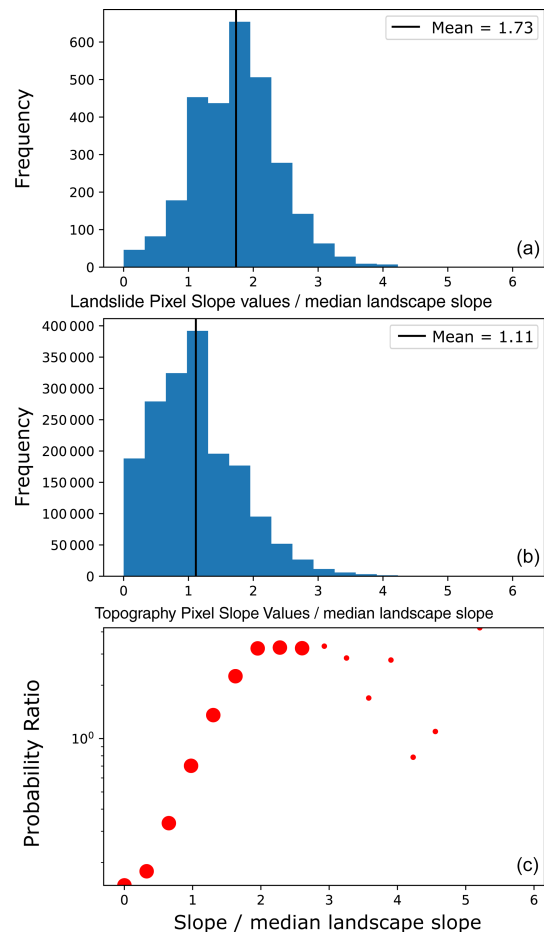 600
500
400
300
200
100
0
Frequency
Mean = 1.73
(a)
0 1 2 3 4 5 6
Landslide Pixel Slope values / median landscape slope
400 000
350 000
300 000
250 000
200 000
150 000
100 000
50 000
0
Frequency
Mean = 1.11
(b)
0 1 2 3 4 5 6
Topography Pixel Slope Values / median landscape slope
10⁰
Probability Ratio
(c)
0 1 2 3 4 5 6
Slope / median landscape slope